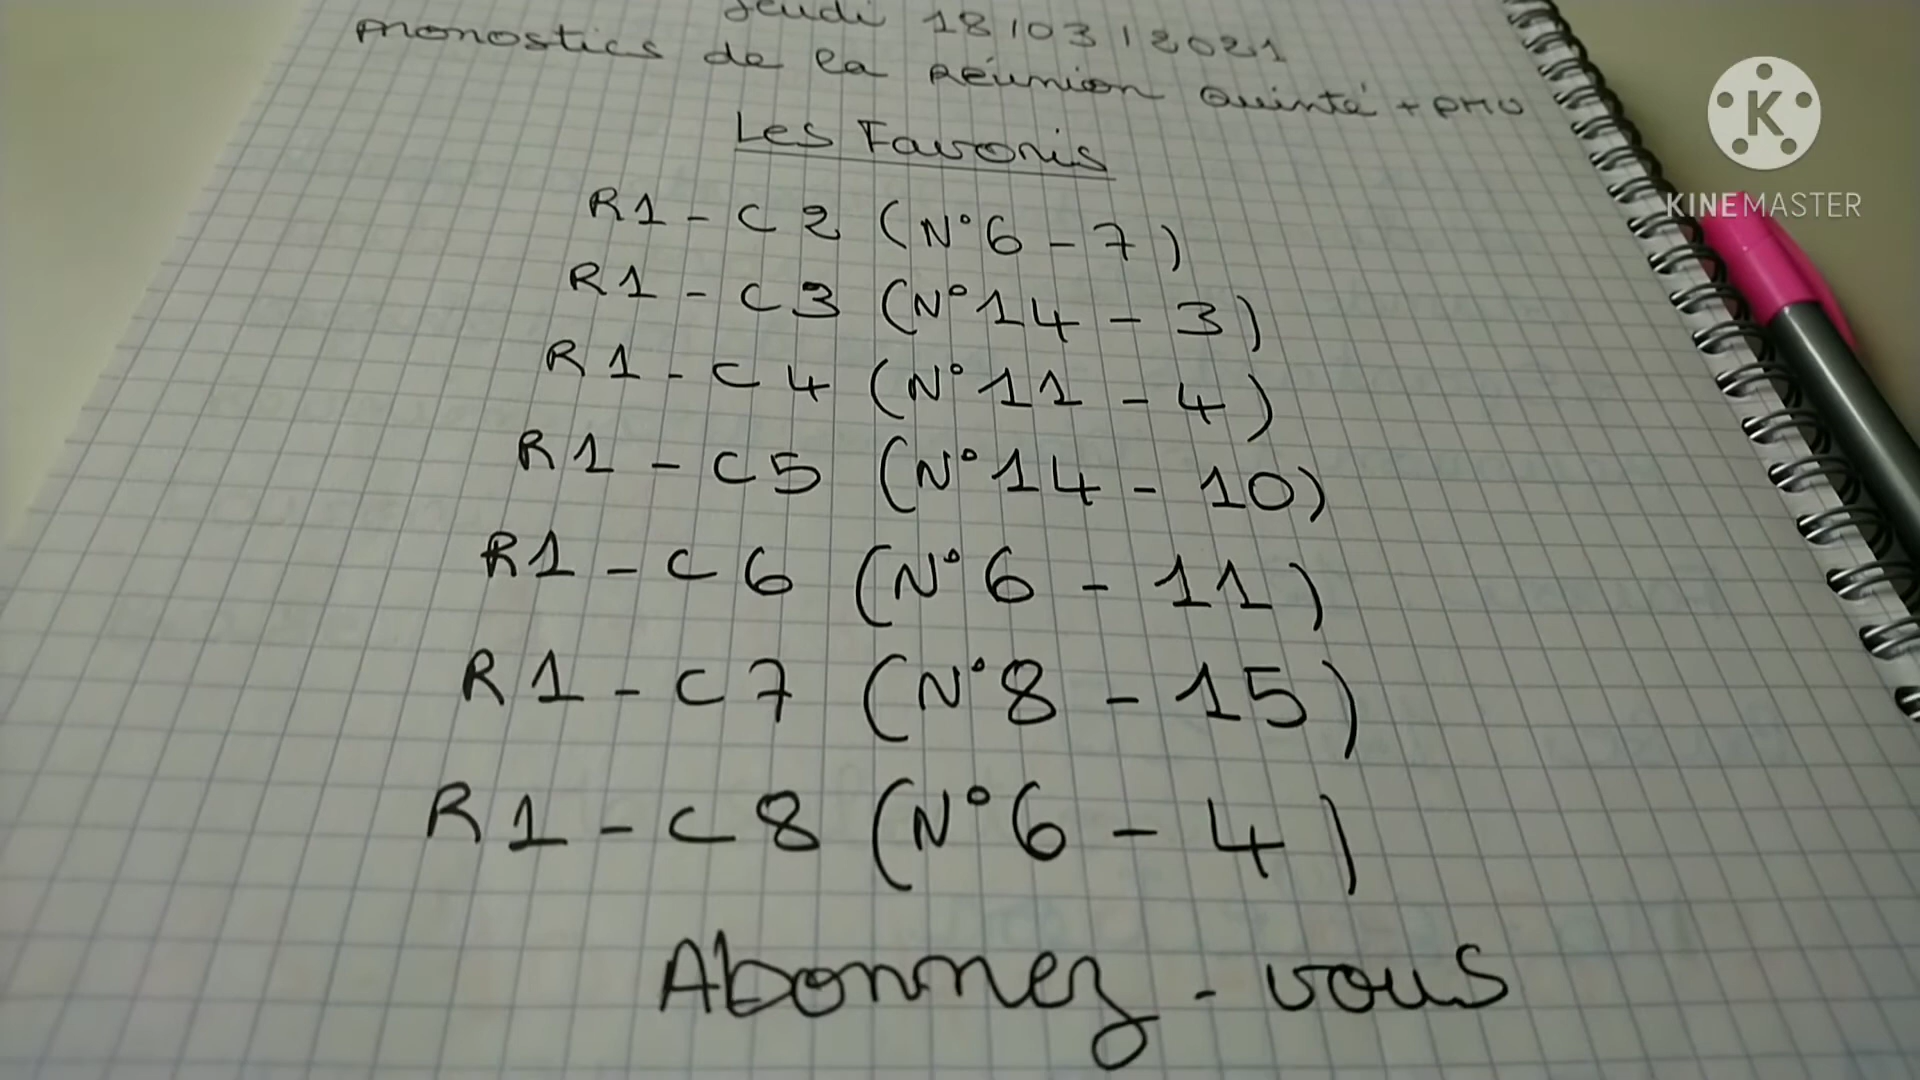 Jeudi 18/03/2021
pronostics de la Réunion Quinté + PMU
Les Favoris
R1 - C2 (N°6 - 7)
R1 - C3 (N°14 - 3)
R1 - C4 (N°11 - 4)
R1 - C5 (N°14 - 10)
R1 - C6 (N°6 - 11)
R1 - C7 (N°8 - 15)
R1 - C8 (N°6 - 4)
Abonnez-vous
K
KINEMASTER